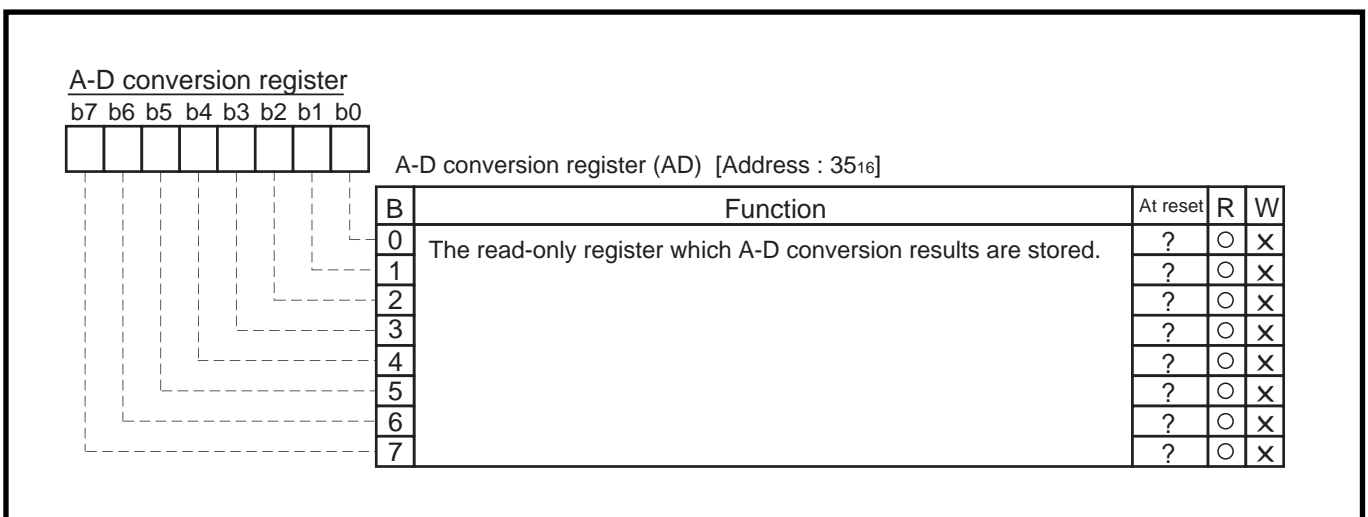 A-D conversion register
b7 b6 b5 b4 b3 b2 b1 b0
A-D conversion register (AD) [Address : 3516]
B Function At reset R W
0 The read-only register which A-D conversion results are stored. ? ○ ×
1 ? ○ ×
2 ? ○ ×
3 ? ○ ×
4 ? ○ ×
5 ? ○ ×
6 ? ○ ×
7 ? ○ ×